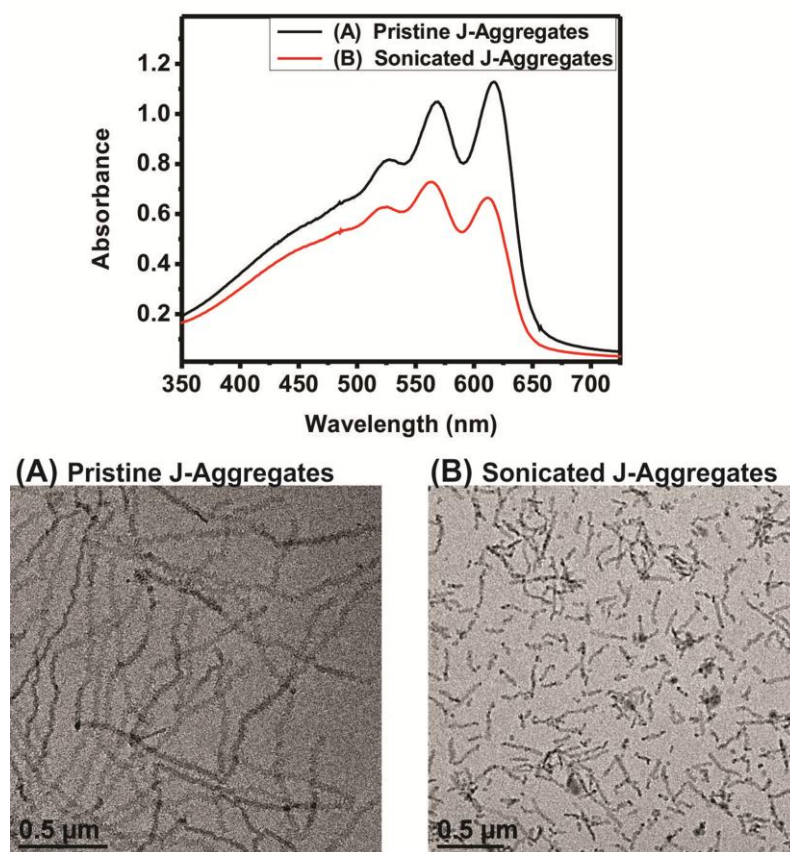 (A) Pristine J-Aggregates
(B) Sonicated J-Aggregates
1.2
1.0
0.8
0.6
0.4
0.2
Absorbance
350 400 450 500 550 600 650 700
Wavelength (nm)
(A) Pristine J-Aggregates
(B) Sonicated J-Aggregates
0.5 μm
0.5 μm